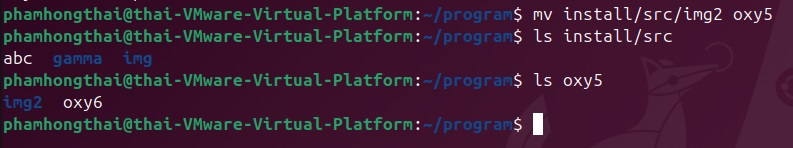 phamhongthai@thai-VMware-Virtual-Platform:~/program$ mv install/src/img2 oxy5
phamhongthai@thai-VMware-Virtual-Platform:~/program$ ls install/src
abc  gamma  img
phamhongthai@thai-VMware-Virtual-Platform:~/program$ ls oxy5
img2  oxy6
phamhongthai@thai-VMware-Virtual-Platform:~/program$